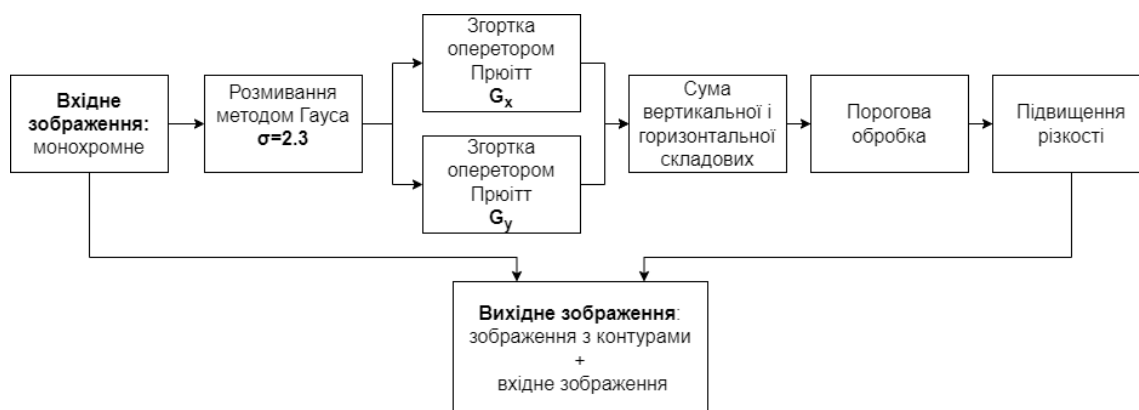 Вхідне
зображення:
монохромне
Розмивання
методом Гауса
σ=2.3
Згортка
оперетором
Прюітт
Gx
Згортка
оперетором
Прюітт
Gy
Сума
вертикальної і
горизонтальної
складових
Порогова
обробка
Підвищення
різкості
Вихідне зображення:
зображення з контурами
+
вхідне зображення